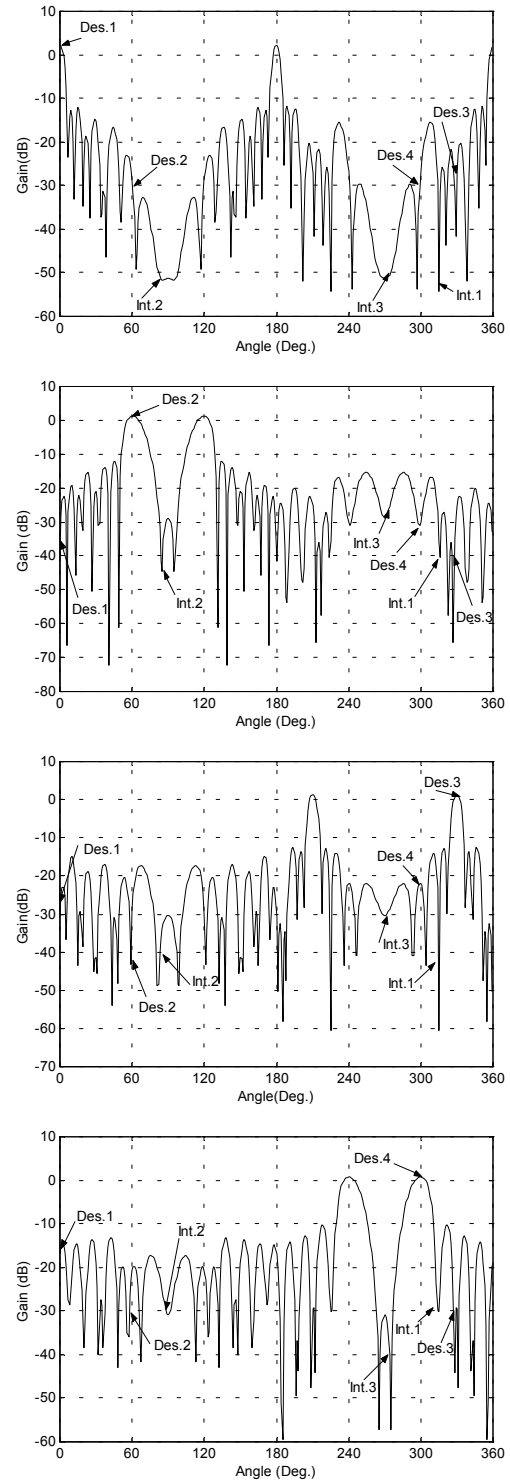 10
0
-10
-20
-30
-40
-50
-60
Gain(dB)
0 60 120 180 240 300 360
Angle (Deg.)
Des.1
Des.2
Int.2
Des.4
Des.3
Int.3
Int.1
10
0
-10
-20
-30
-40
-50
-60
-70
-80
Gain (dB)
0 60 120 180 240 300 360
Angle (Deg.)
Des.2
Int.3
Des.4
Int.2
Des.1
Int.1
Des.3
10
0
-10
-20
-30
-40
-50
-60
-70
Gain(dB)
0 60 120 180 240 300 360
Angle(Deg.)
Des.3
Des.1
Des.4
Int.2
Int.3
Des.2
Int.1
10
0
-10
-20
-30
-40
-50
-60
Gain (dB)
0 60 120 180 240 300 360
Angle (Deg.)
Des.4
Des.1
Int.2
Des.2
Int.1
Des.3
Int.3